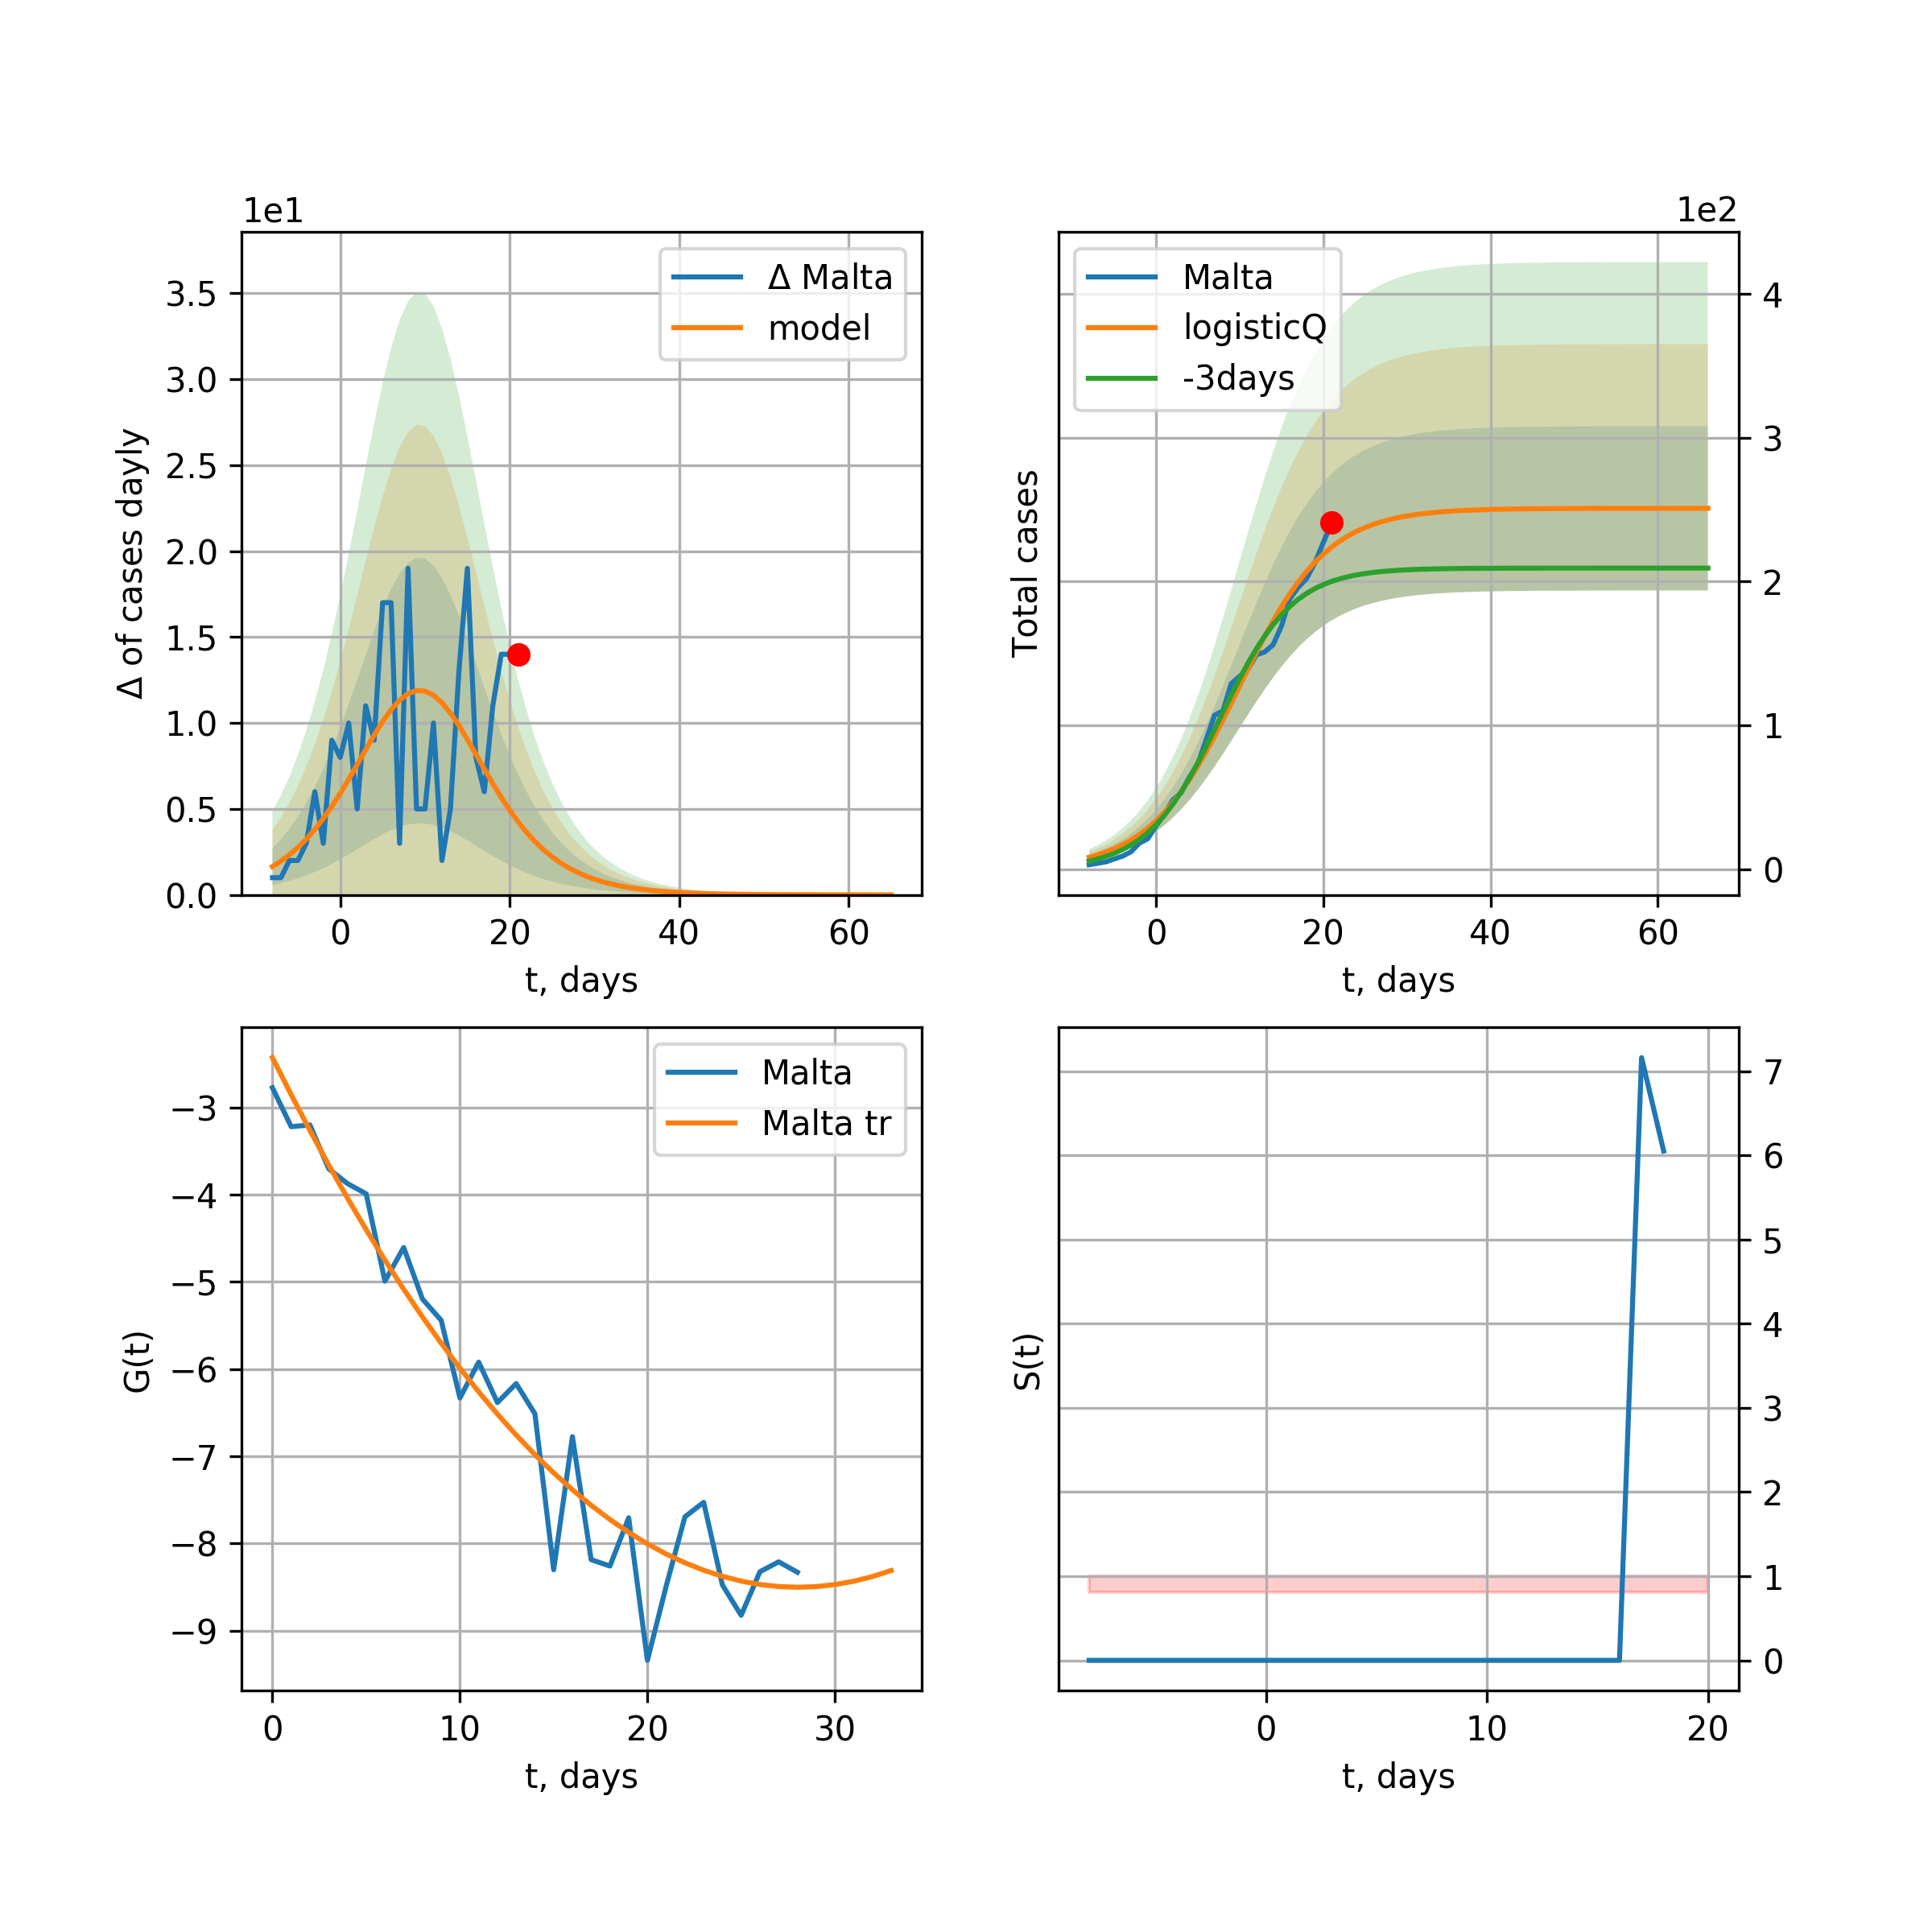 1e1
3.5
3.0
2.5
2.0
1.5
1.0
0.5
0.0
Δ of cases dayly
Δ Malta
model
0 20 40 60
t, days
1e2
Malta
logisticQ
-3days
Total cases
4
3
2
1
0
0 20 40 60
t, days
−3
−4
−5
−6
−7
−8
−9
G(t)
Malta
Malta tr
0 10 20 30
t, days
S(t)
7
6
5
4
3
2
1
0
0 10 20
t, days